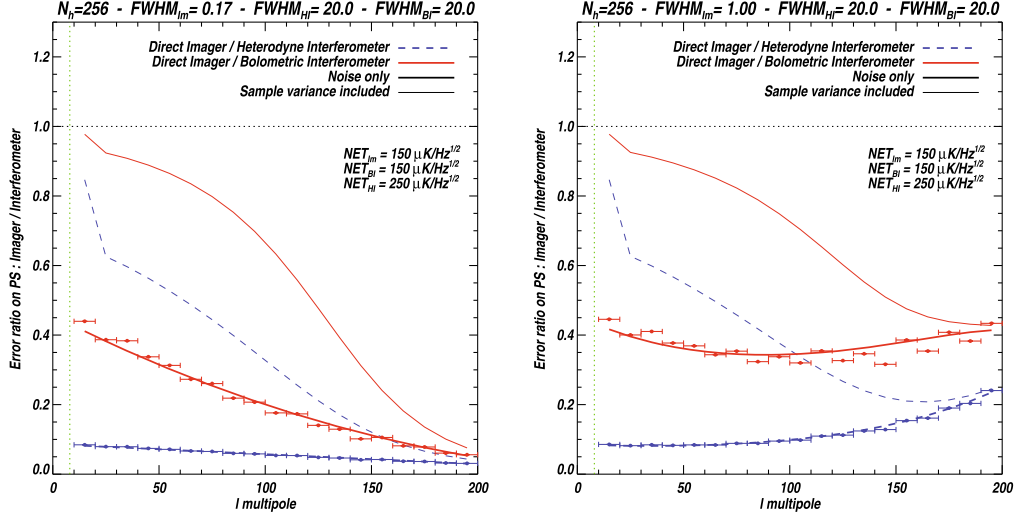 N_h=256 - FWHM_Im= 0.17 - FWHM_HI= 20.0 - FWHM_BI= 20.0
Direct Imager / Heterodyne Interferometer
Direct Imager / Bolometric Interferometer
Noise only
Sample variance included
NET_Im = 150 μK/Hz^1/2
NET_BI = 150 μK/Hz^1/2
NET_HI = 250 μK/Hz^1/2
Error ratio on PS : Imager / Interferometer
1.2
1.0
0.8
0.6
0.4
0.2
0.0
0 50 100 150 200
l multipole
N_h=256 - FWHM_Im= 1.00 - FWHM_HI= 20.0 - FWHM_BI= 20.0
Direct Imager / Heterodyne Interferometer
Direct Imager / Bolometric Interferometer
Noise only
Sample variance included
NET_Im = 150 μK/Hz^1/2
NET_BI = 150 μK/Hz^1/2
NET_HI = 250 μK/Hz^1/2
Error ratio on PS : Imager / Interferometer
1.2
1.0
0.8
0.6
0.4
0.2
0.0
0 50 100 150 200
l multipole